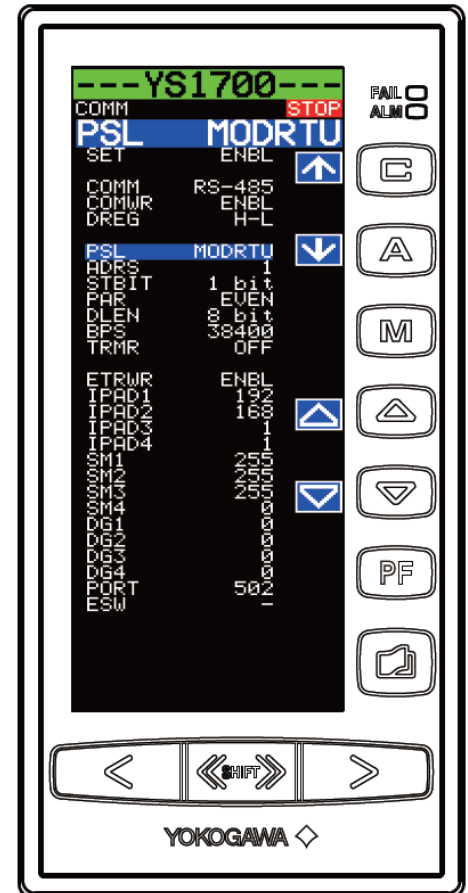 ---YS1700---
FAIL
COMM STOP
ALM
PSL MODRTU
SET ENBL
C
COMM RS-485
COMWR ENBL
DREG H-L
A
PSL MODRTU
ADRS 1
STBIT 1 bit
PAR EVEN
DLEN 8 bit
BPS 38400
TRMR OFF
M
ETRWR ENBL
IPAD1 192
IPAD2 168
IPAD3 1
IPAD4 1
SM1 255
SM2 255
SM3 255
SM4 0
DG1 0
DG2 0
DG3 0
DG4 0
PORT 502
ESW -
PF
SHIFT
YOKOGAWA